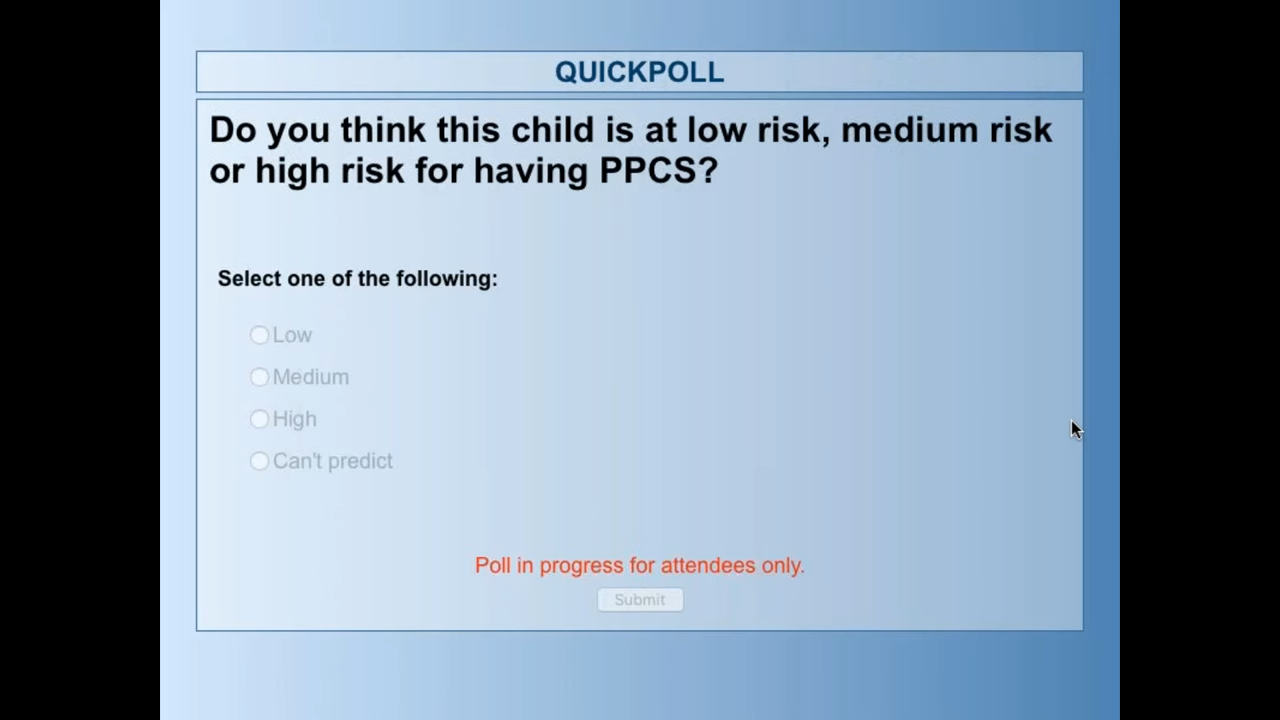 QUICKPOLL
Do you think this child is at low risk, medium risk
or high risk for having PPCS?
Select one of the following:
Low
Medium
High
Can't predict
Poll in progress for attendees only.
Submit